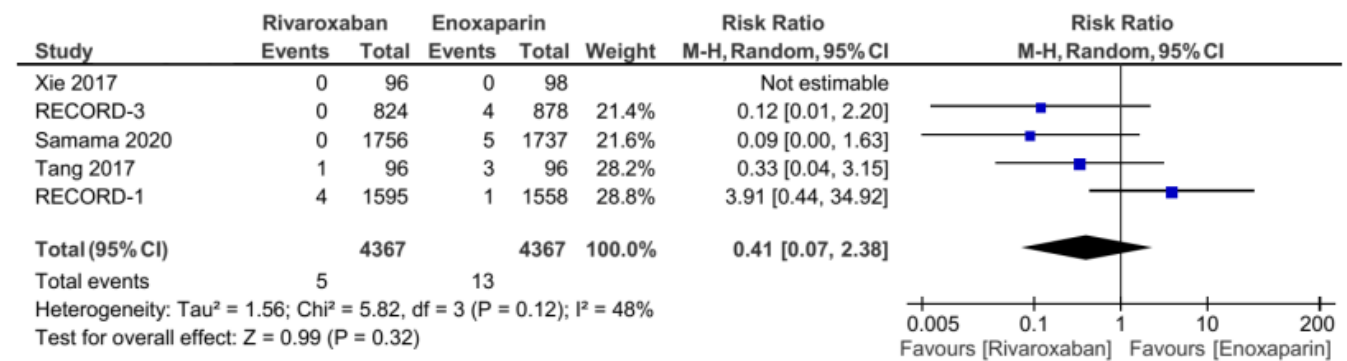 Rivaroxaban Enoxaparin Risk Ratio Risk Ratio
Study Events Total Events Total Weight M-H, Random, 95% CI M-H, Random, 95% CI
Xie 2017 0 96 0 98 Not estimable
RECORD-3 0 824 4 878 21.4% 0.12 [0.01, 2.20]
Samama 2020 0 1756 5 1737 21.6% 0.09 [0.00, 1.63]
Tang 2017 1 96 3 96 28.2% 0.33 [0.04, 3.15]
RECORD-1 4 1595 1 1558 28.8% 3.91 [0.44, 34.92]
Total (95% CI) 4367 4367 100.0% 0.41 [0.07, 2.38]
Total events 5 13
Heterogeneity: Tau² = 1.56; Chi² = 5.82, df = 3 (P = 0.12); I² = 48%
Test for overall effect: Z = 0.99 (P = 0.32)
0.005 0.1 1 10 200
Favours [Rivaroxaban] Favours [Enoxaparin]